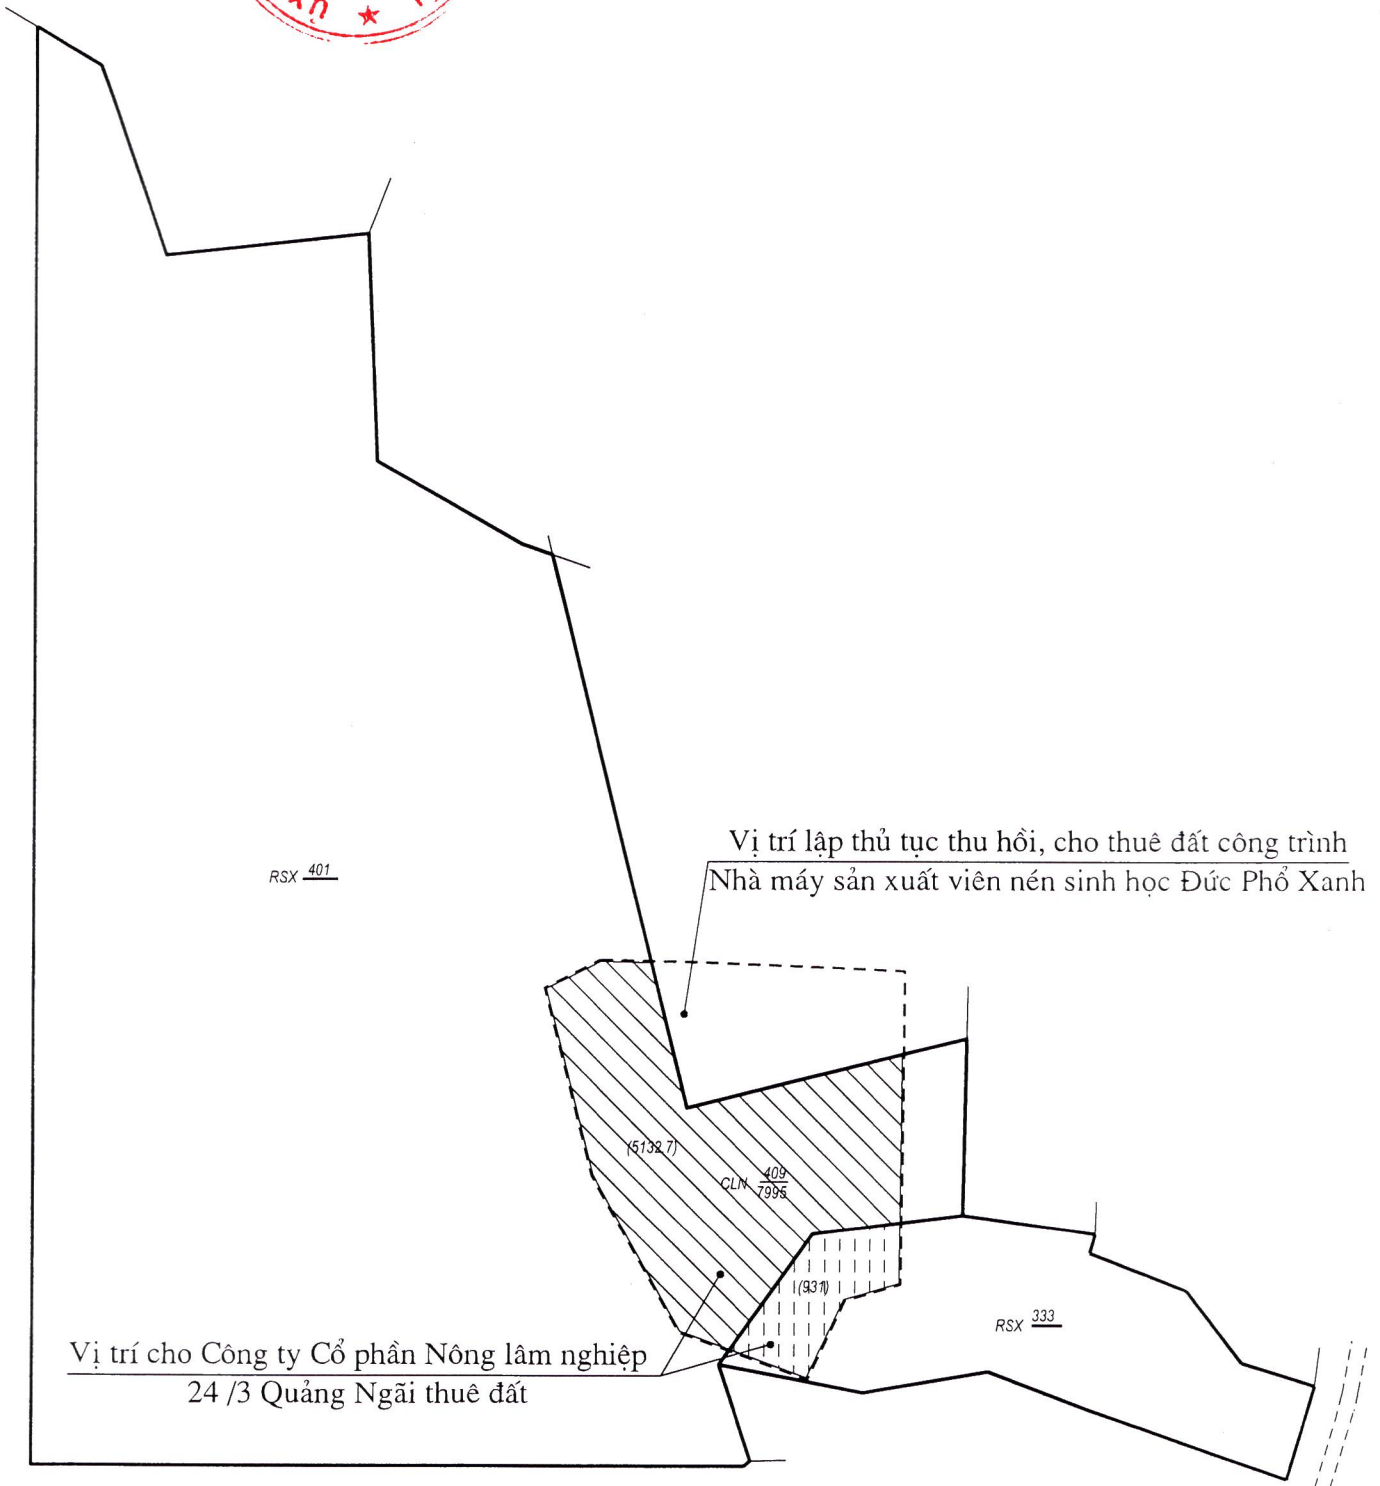 RSX 401
Vị trí lập thủ tục thu hồi, cho thuê đất công trình
Nhà máy sản xuất viên nén sinh học Đức Phổ Xanh
(5132.7)
CLN 409
7995
(931)
RSX 333
Vị trí cho Công ty Cổ phần Nông lâm nghiệp
24 /3 Quảng Ngãi thuê đất